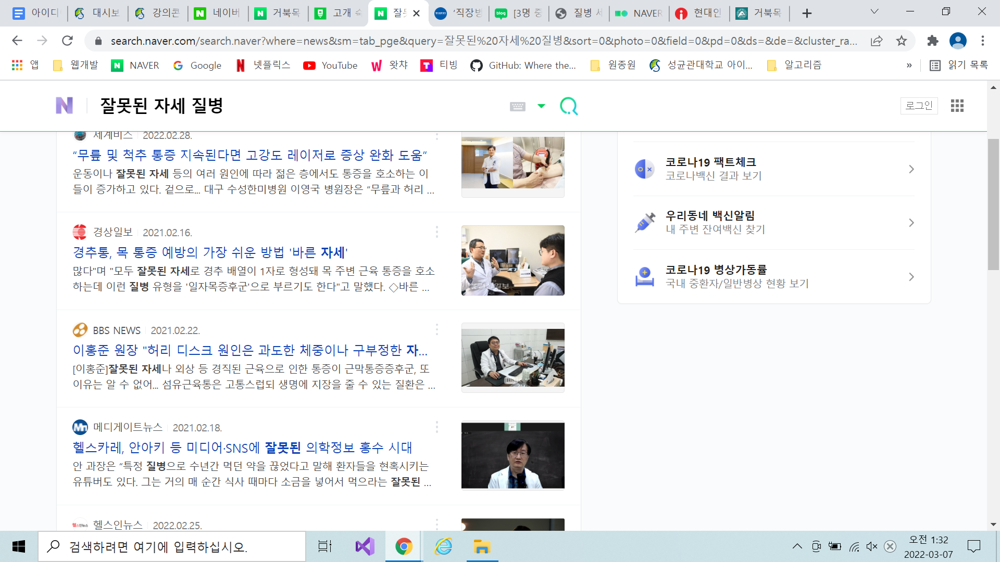 아이디
대시보
강의콘
네이버
거북목
고개 숙
잘못
'직장병
[3명 중
질병 서
NAVER
현대인
거북목
search.naver.com/search.naver?where=news&sm=tab_pge&query=잘못된%20자세%20질병&sort=0&photo=0&field=0&pd=0&ds=&de=&cluster_ra...
앱
웹개발
NAVER
Google
넷플릭스
YouTube
왓챠
티빙
GitHub: Where the...
원종원
성균관대학교 아이...
알고리즘
»
읽기 목록
잘못된 자세 질병
로그인
세계비즈 2022.02.28.
“무릎 및 척추 통증 지속된다면 고강도 레이저로 증상 완화 도움”
운동이나 잘못된 자세 등의 여러 원인에 따라 젊은 층에서도 통증을 호소하는 이
들이 증가하고 있다. 겉으로... 대구 수성한미병원 이영국 병원장은 “무릎과 허리 ...
경상일보 2021.02.16.
경추통, 목 통증 예방의 가장 쉬운 방법 '바른 자세'
많다"며 "모두 잘못된 자세로 경추 배열이 1자로 형성돼 목 주변 근육 통증을 호소
하는데 이런 질병 유형을 '일자목증후군'으로 부르기도 한다"고 말했다. ◇바른 ...
BBS NEWS 2021.02.22.
이홍준 원장 "허리 디스크 원인은 과도한 체중이나 구부정한 자...
[이홍준]잘못된 자세나 외상 등 경직된 근육으로 인한 통증이 근막통증증후군, 또
이유는 알 수 없어... 섬유근육통은 고통스럽되 생명에 지장을 줄 수 있는 질환은 ...
메디게이트뉴스 2021.02.18.
헬스카레, 안아키 등 미디어·SNS에 잘못된 의학정보 홍수 시대
안 과장은 “특정 질병으로 수년간 먹던 약을 끊었다고 말해 환자들을 현혹시키는
유튜버도 있다. 그는 거의 매 순간 식사 때마다 소금을 넣어서 먹으라는 잘못된 ...
헬스인뉴스 2022.02.25.
코로나19 팩트체크
코로나백신 결과 보기
우리동네 백신알림
내 주변 잔여백신 찾기
코로나19 병상가동률
국내 중환자/일반병상 현황 보기
검색하려면 여기에 입력하십시오.
오전 1:32
2022-03-07